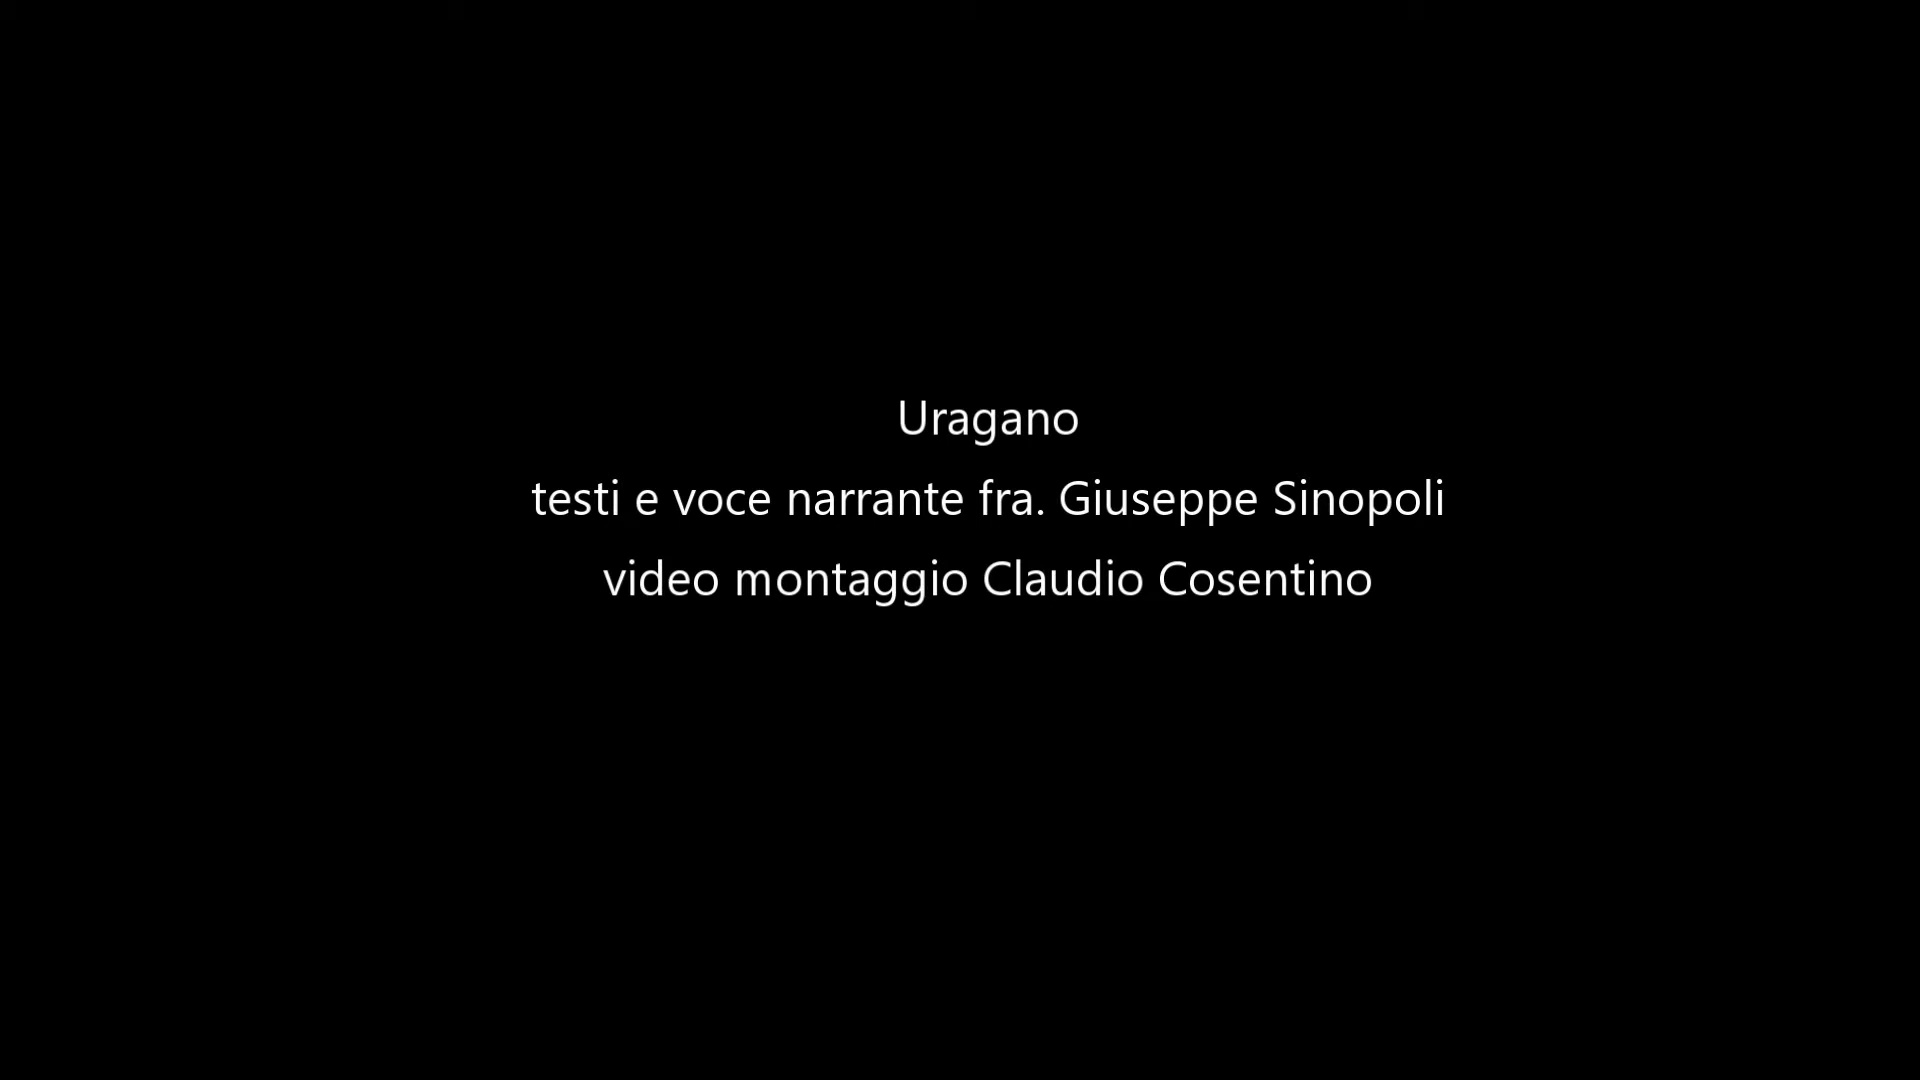 Uragano
testi e voce narrante fra. Giuseppe Sinopoli
video montaggio Claudio Cosentino